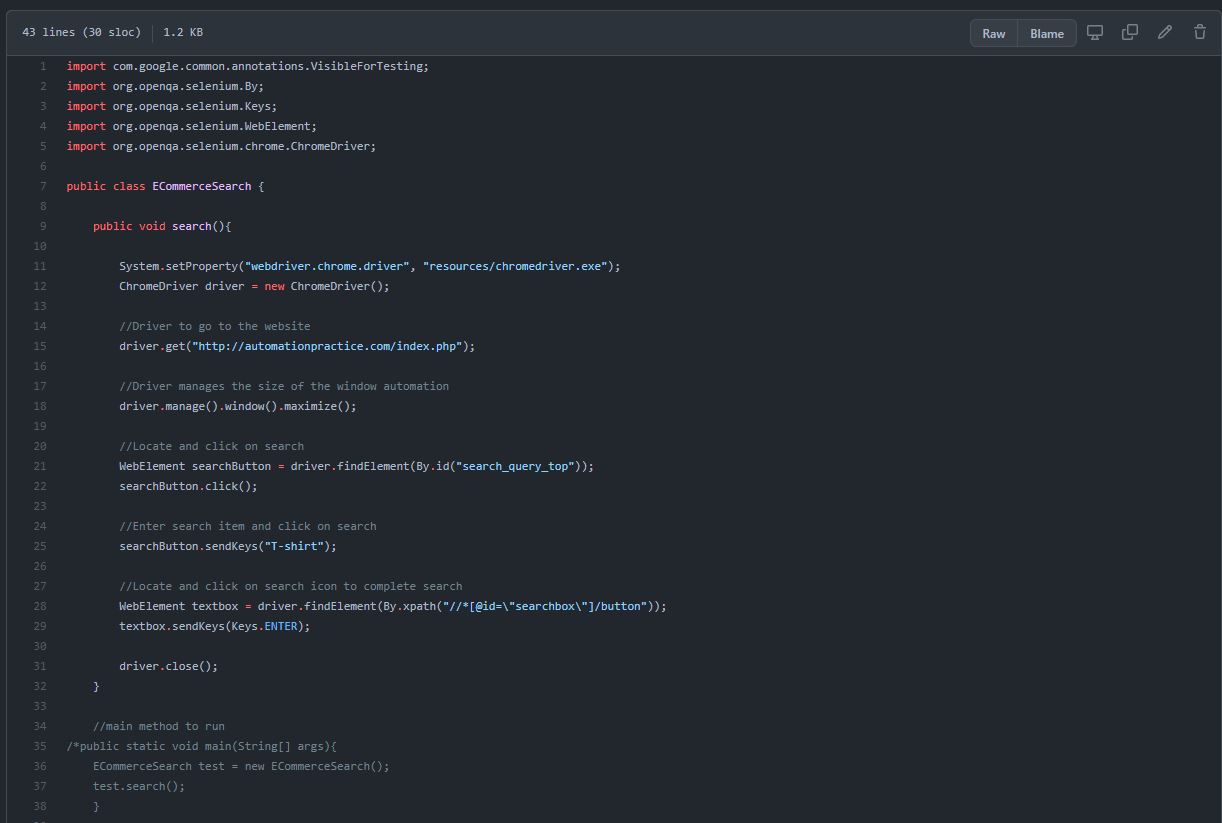 43 lines (30 sloc) 1.2 KB Raw Blame
1 import com.google.common.annotations.VisibleForTesting;
2 import org.openqa.selenium.By;
3 import org.openqa.selenium.Keys;
4 import org.openqa.selenium.WebElement;
5 import org.openqa.selenium.chrome.ChromeDriver;
6
7 public class ECommerceSearch {
8
9 public void search(){
10
11 System.setProperty("webdriver.chrome.driver", "resources/chromedriver.exe");
12 ChromeDriver driver = new ChromeDriver();
13
14 //Driver to go to the website
15 driver.get("http://automationpractice.com/index.php");
16
17 //Driver manages the size of the window automation
18 driver.manage().window().maximize();
19
20 //Locate and click on search
21 WebElement searchButton = driver.findElement(By.id("search_query_top"));
22 searchButton.click();
23
24 //Enter search item and click on search
25 searchButton.sendKeys("T-shirt");
26
27 //Locate and click on search icon to complete search
28 WebElement textbox = driver.findElement(By.xpath("//*[@id=\"searchbox\"]/button"));
29 textbox.sendKeys(Keys.ENTER);
30
31 driver.close();
32 }
33
34 //main method to run
35 /*public static void main(String[] args){
36 ECommerceSearch test = new ECommerceSearch();
37 test.search();
38 }